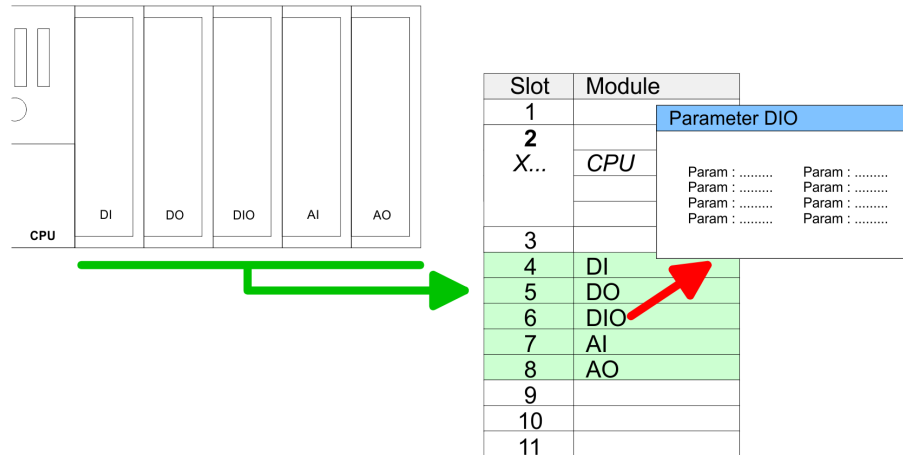 DI DO DIO AI AO
CPU
Slot Module
1
2
X... CPU
3
4 DI
5 DO
6 DIO
7 AI
8 AO
9
10
11
Parameter DIO
Param : ......... Param : .........
Param : ......... Param : .........
Param : ......... Param : .........
Param : ......... Param : .........